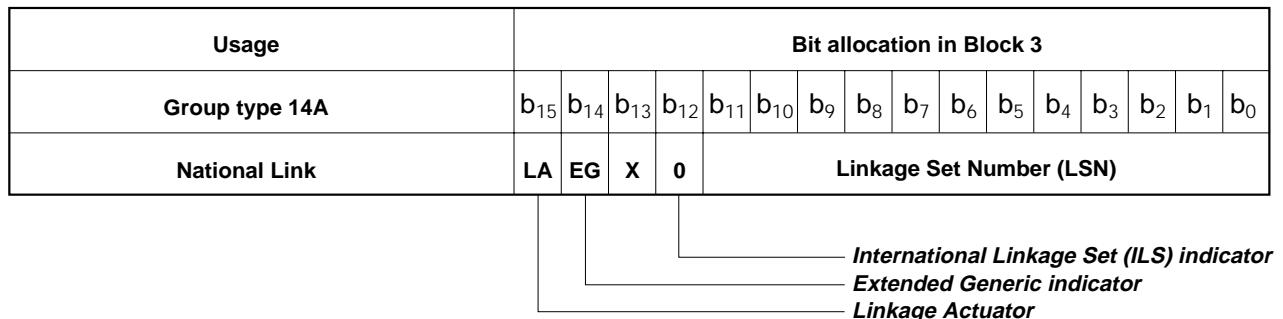 Usage Bit allocation in Block 3
Group type 14A b15 b14 b13 b12 b11 b10 b9 b8 b7 b6 b5 b4 b3 b2 b1 b0
National Link LA EG X 0 Linkage Set Number (LSN)
International Linkage Set (ILS) indicator
Extended Generic indicator
Linkage Actuator